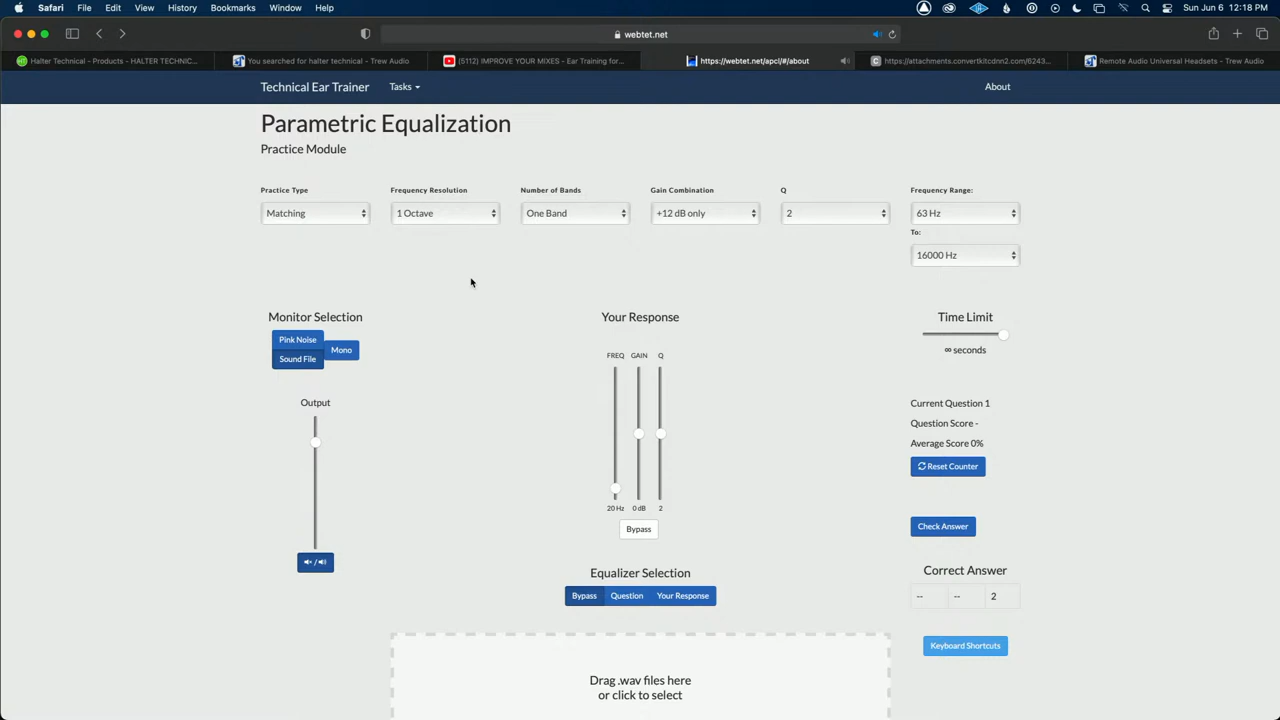 Safari File Edit View History Bookmarks Window Help Sun Jun 6 12:18 PM
webtet.net
Halter Technical - Products - HALTER TECHNIC...
You searched for halter technical - Trew Audio
(5112) IMPROVE YOUR MIXES - Ear Training for...
https://webtet.net/apcl/#/about
https://attachments.convertkitcdnn2.com/6243...
Remote Audio Universal Headsets - Trew Audio
Technical Ear Trainer Tasks About
Parametric Equalization
Practice Module
Practice Type Frequency Resolution Number of Bands Gain Combination Q Frequency Range:
Matching 1 Octave One Band +12 dB only 2 63 Hz
To:
16000 Hz
Monitor Selection Your Response Time Limit
Pink Noise
Mono
Sound File
∞ seconds
FREQ GAIN Q
Output
Current Question 1
Question Score -
Average Score 0%
Reset Counter
20 Hz 0 dB 2
Bypass
Check Answer
Equalizer Selection
Correct Answer
Bypass Question Your Response
-- -- 2
Keyboard Shortcuts
Drag .wav files here
or click to select